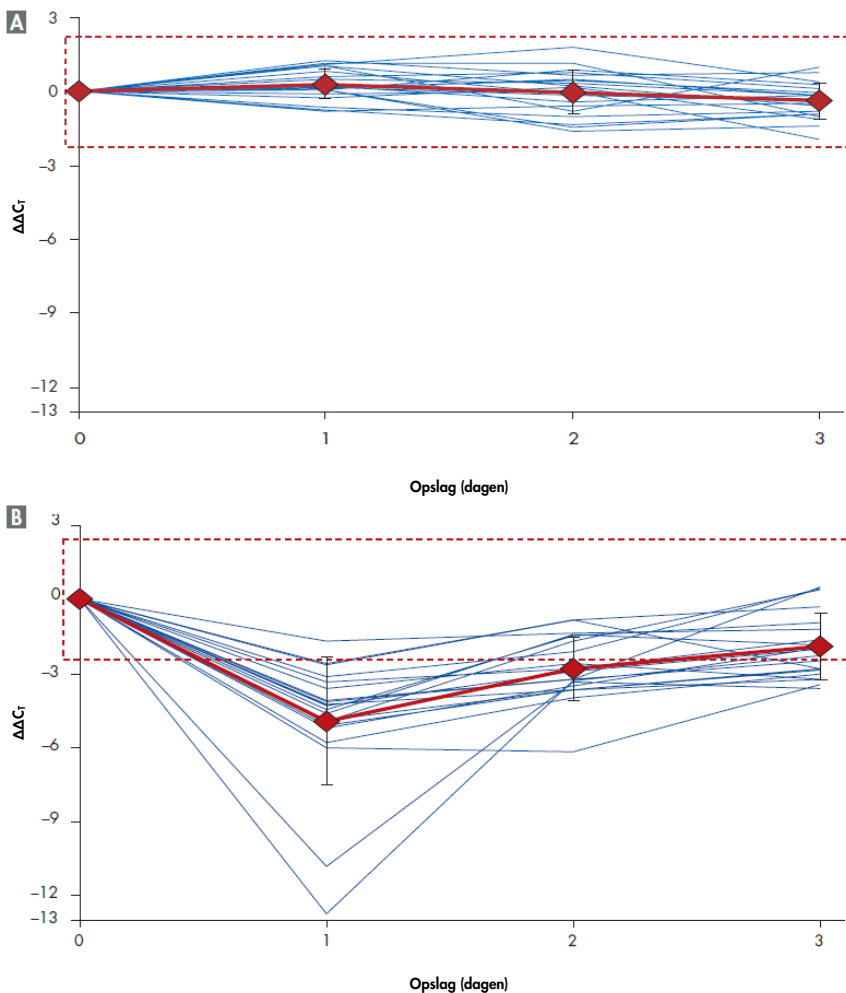 A
3
0
–3
–6
–9
–12
–13
ΔΔCT
0 1 2 3
Opslag (dagen)
B
3
0
–3
–6
–9
–12
–13
ΔΔCT
0 1 2 3
Opslag (dagen)